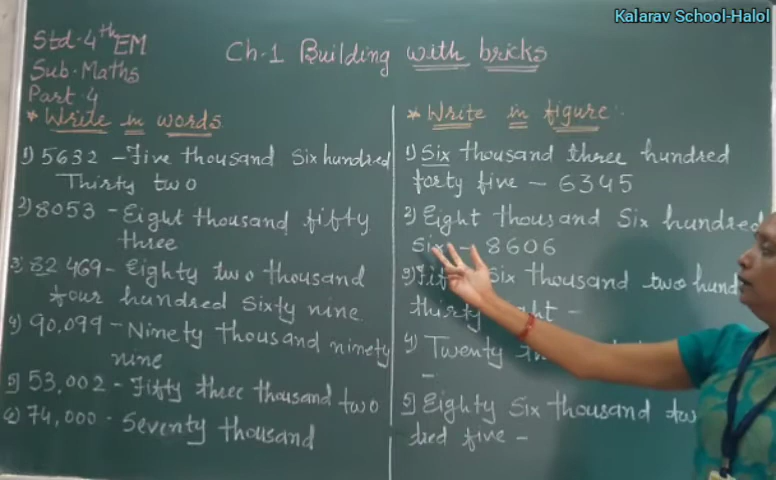 Kalarav School-Halol
Std-4th EM
Sub-Maths
Part-4
Ch.1 Building with bricks
* Write in words
1) 5632 - Five thousand Six hundred
Thirty two
2) 8053 - Eight thousand fifty
three
3) 82 469 - Eighty two thousand
four hundred Sixty nine
4) 90,099 - Ninety thousand ninety
nine
5) 53,002 - Fifty three thousand two
6) 74,000 - Seventy thousand
* Write in figure:
1) Six thousand three hundred
forty five - 6345
2) Eight thousand Six hundred
Six - 8606
3) Six thousand two hund
thirty -
4) Twenty
-
5) Eighty Six thousand
dred five -